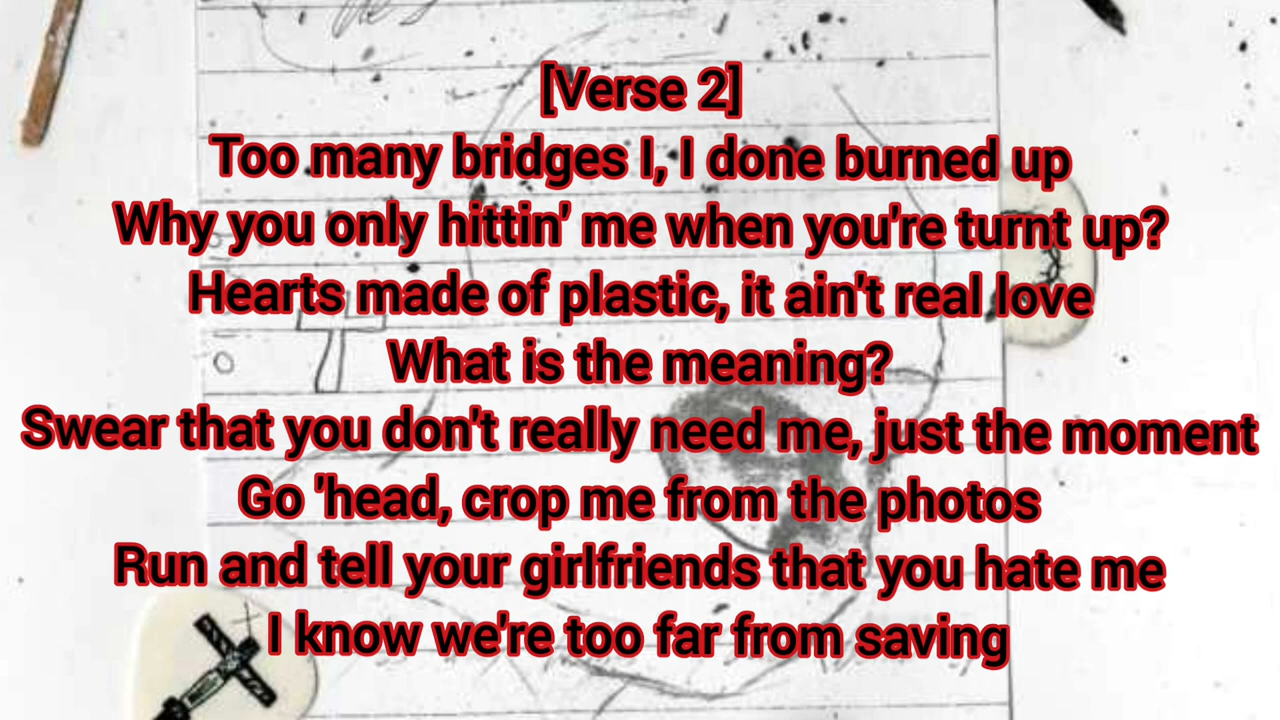 [Verse 2]
Too many bridges I, I done burned up
Why you only hittin' me when you're turnt up?
Hearts made of plastic, it ain't real love
What is the meaning?
Swear that you don't really need me, just the moment
Go 'head, crop me from the photos
Run and tell your girlfriends that you hate me
I know we're too far from saving